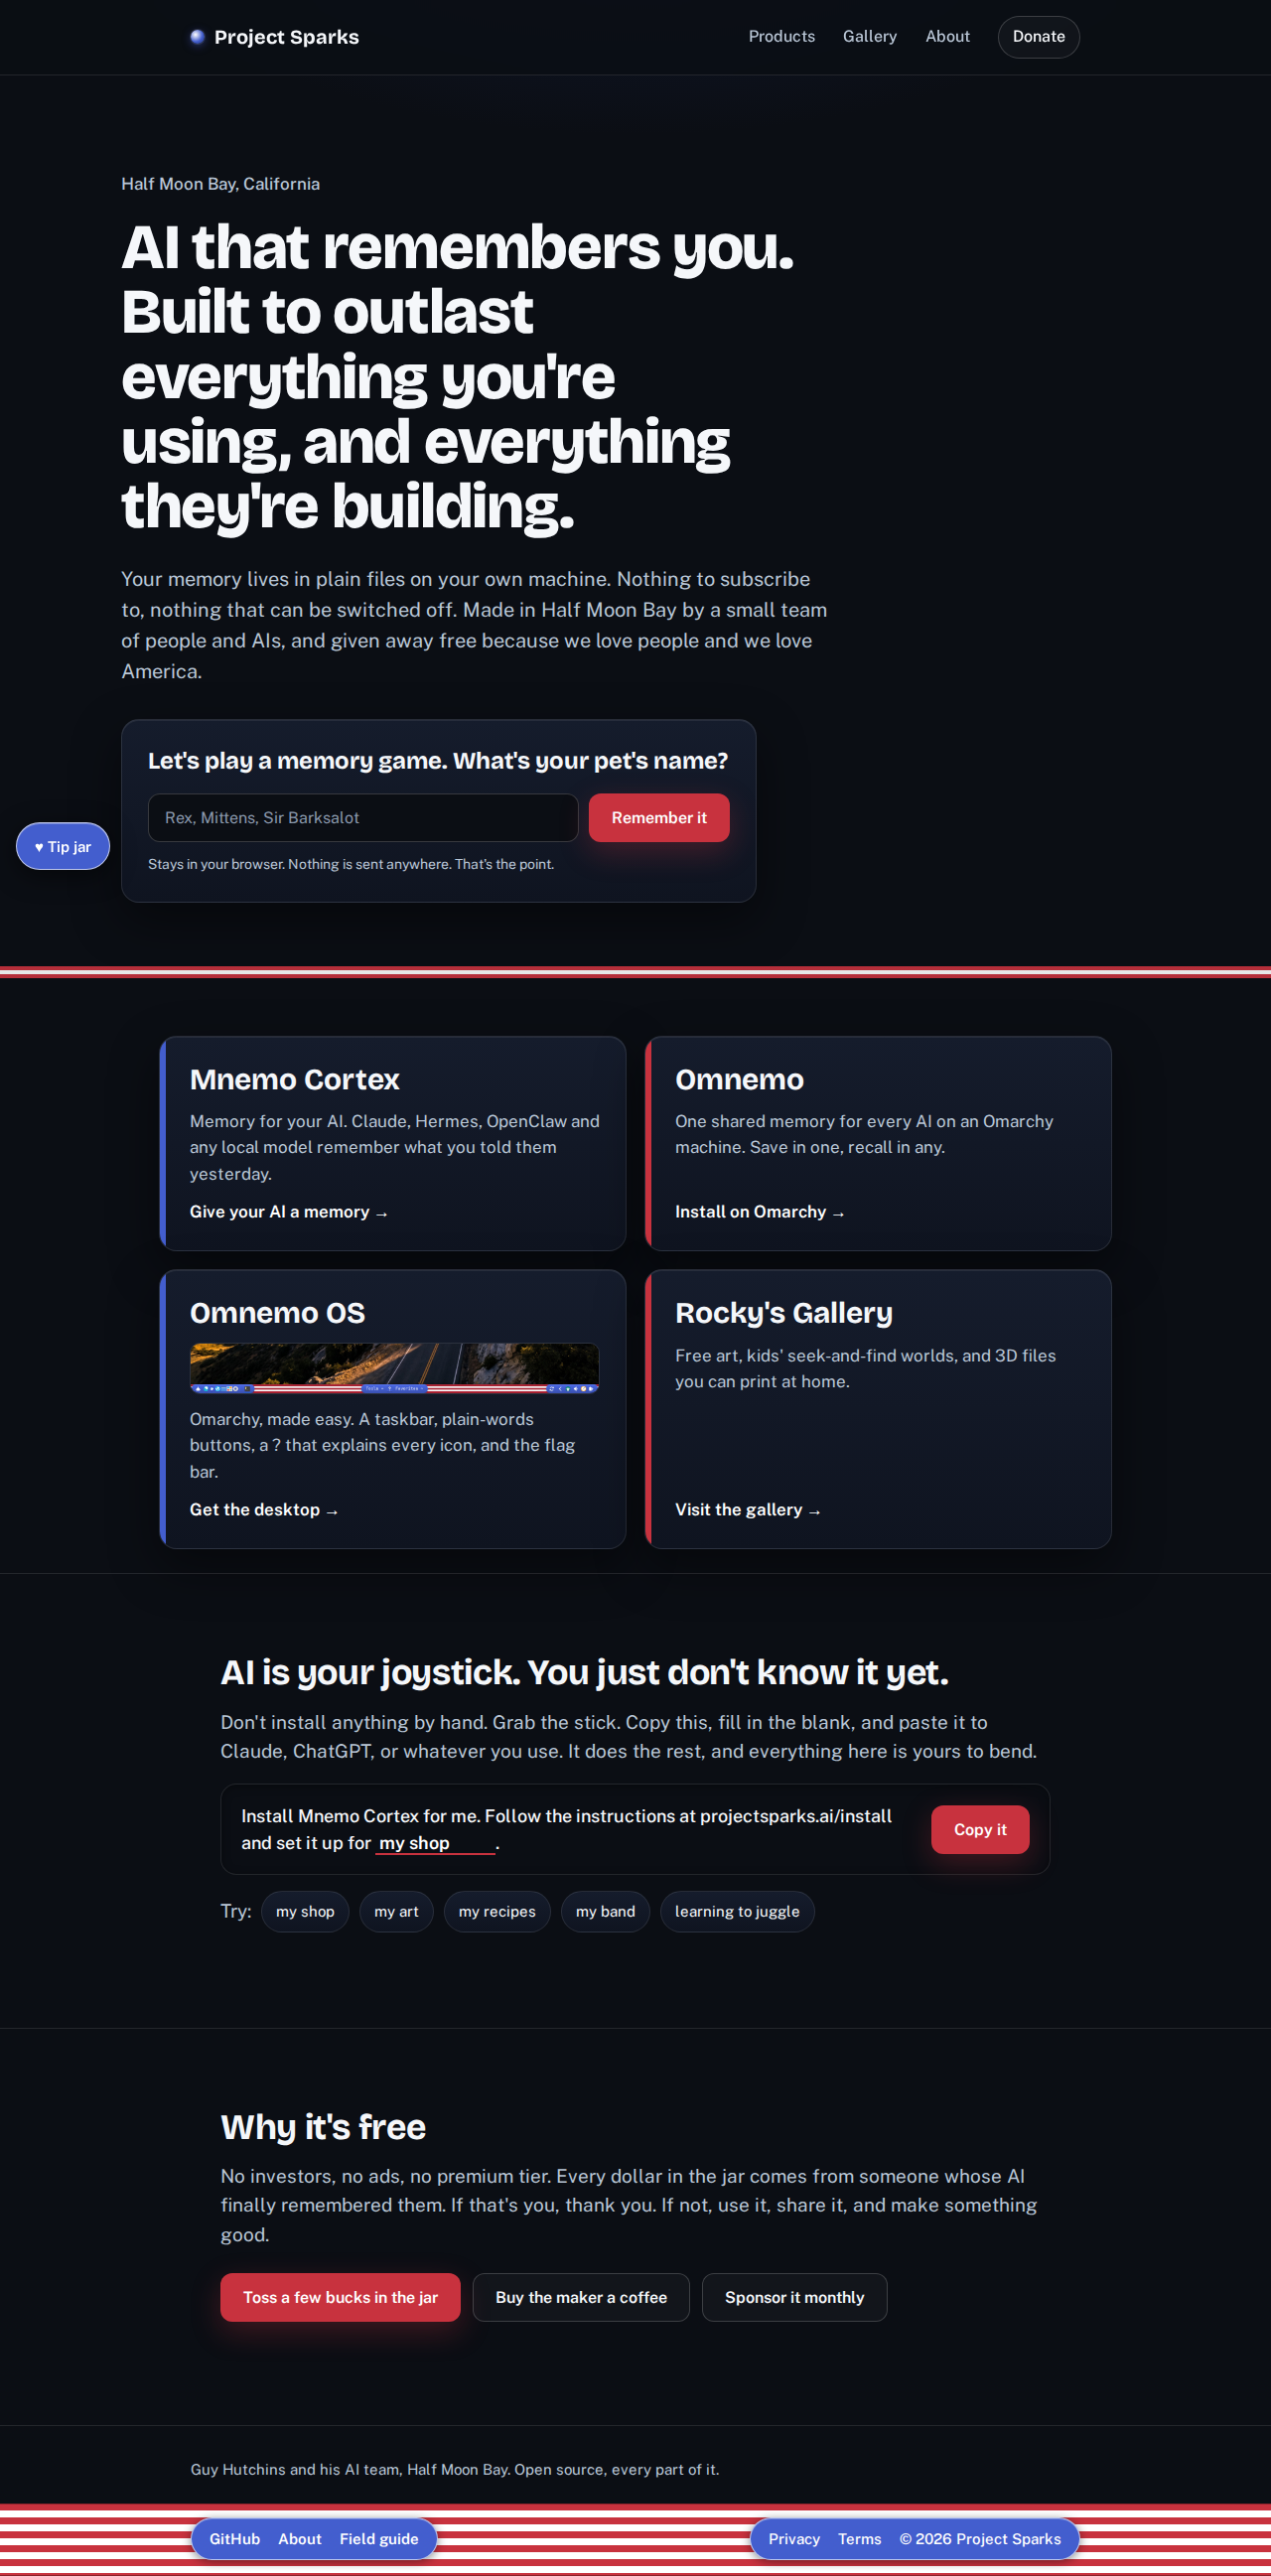 Project Sparks
Products
Gallery
About
Donate
Half Moon Bay, California
AI that remembers you.
Built to outlast
everything you're
using, and everything
they're building.
Your memory lives in plain files on your own machine. Nothing to subscribe
to, nothing that can be switched off. Made in Half Moon Bay by a small team
of people and AIs, and given away free because we love people and we love
America.
Let's play a memory game. What's your pet's name?
Rex, Mittens, Sir Barksalot
Remember it
Stays in your browser. Nothing is sent anywhere. That's the point.
♥ Tip jar
Mnemo Cortex
Memory for your AI. Claude, Hermes, OpenClaw and
any local model remember what you told them
yesterday.
Give your AI a memory →
Omnemo
One shared memory for every AI on an Omarchy
machine. Save in one, recall in any.
Install on Omarchy →
Omnemo OS
Omarchy, made easy. A taskbar, plain-words
buttons, a ? that explains every icon, and the flag
bar.
Get the desktop →
Rocky's Gallery
Free art, kids' seek-and-find worlds, and 3D files
you can print at home.
Visit the gallery →
AI is your joystick. You just don't know it yet.
Don't install anything by hand. Grab the stick. Copy this, fill in the blank, and paste it to
Claude, ChatGPT, or whatever you use. It does the rest, and everything here is yours to bend.
Install Mnemo Cortex for me. Follow the instructions at projectsparks.ai/install
and set it up for my shop.
Copy it
Try:
my shop
my art
my recipes
my band
learning to juggle
Why it's free
No investors, no ads, no premium tier. Every dollar in the jar comes from someone whose AI
finally remembered them. If that's you, thank you. If not, use it, share it, and make something
good.
Toss a few bucks in the jar
Buy the maker a coffee
Sponsor it monthly
Guy Hutchins and his AI team, Half Moon Bay. Open source, every part of it.
GitHub
About
Field guide
Privacy
Terms
© 2026 Project Sparks